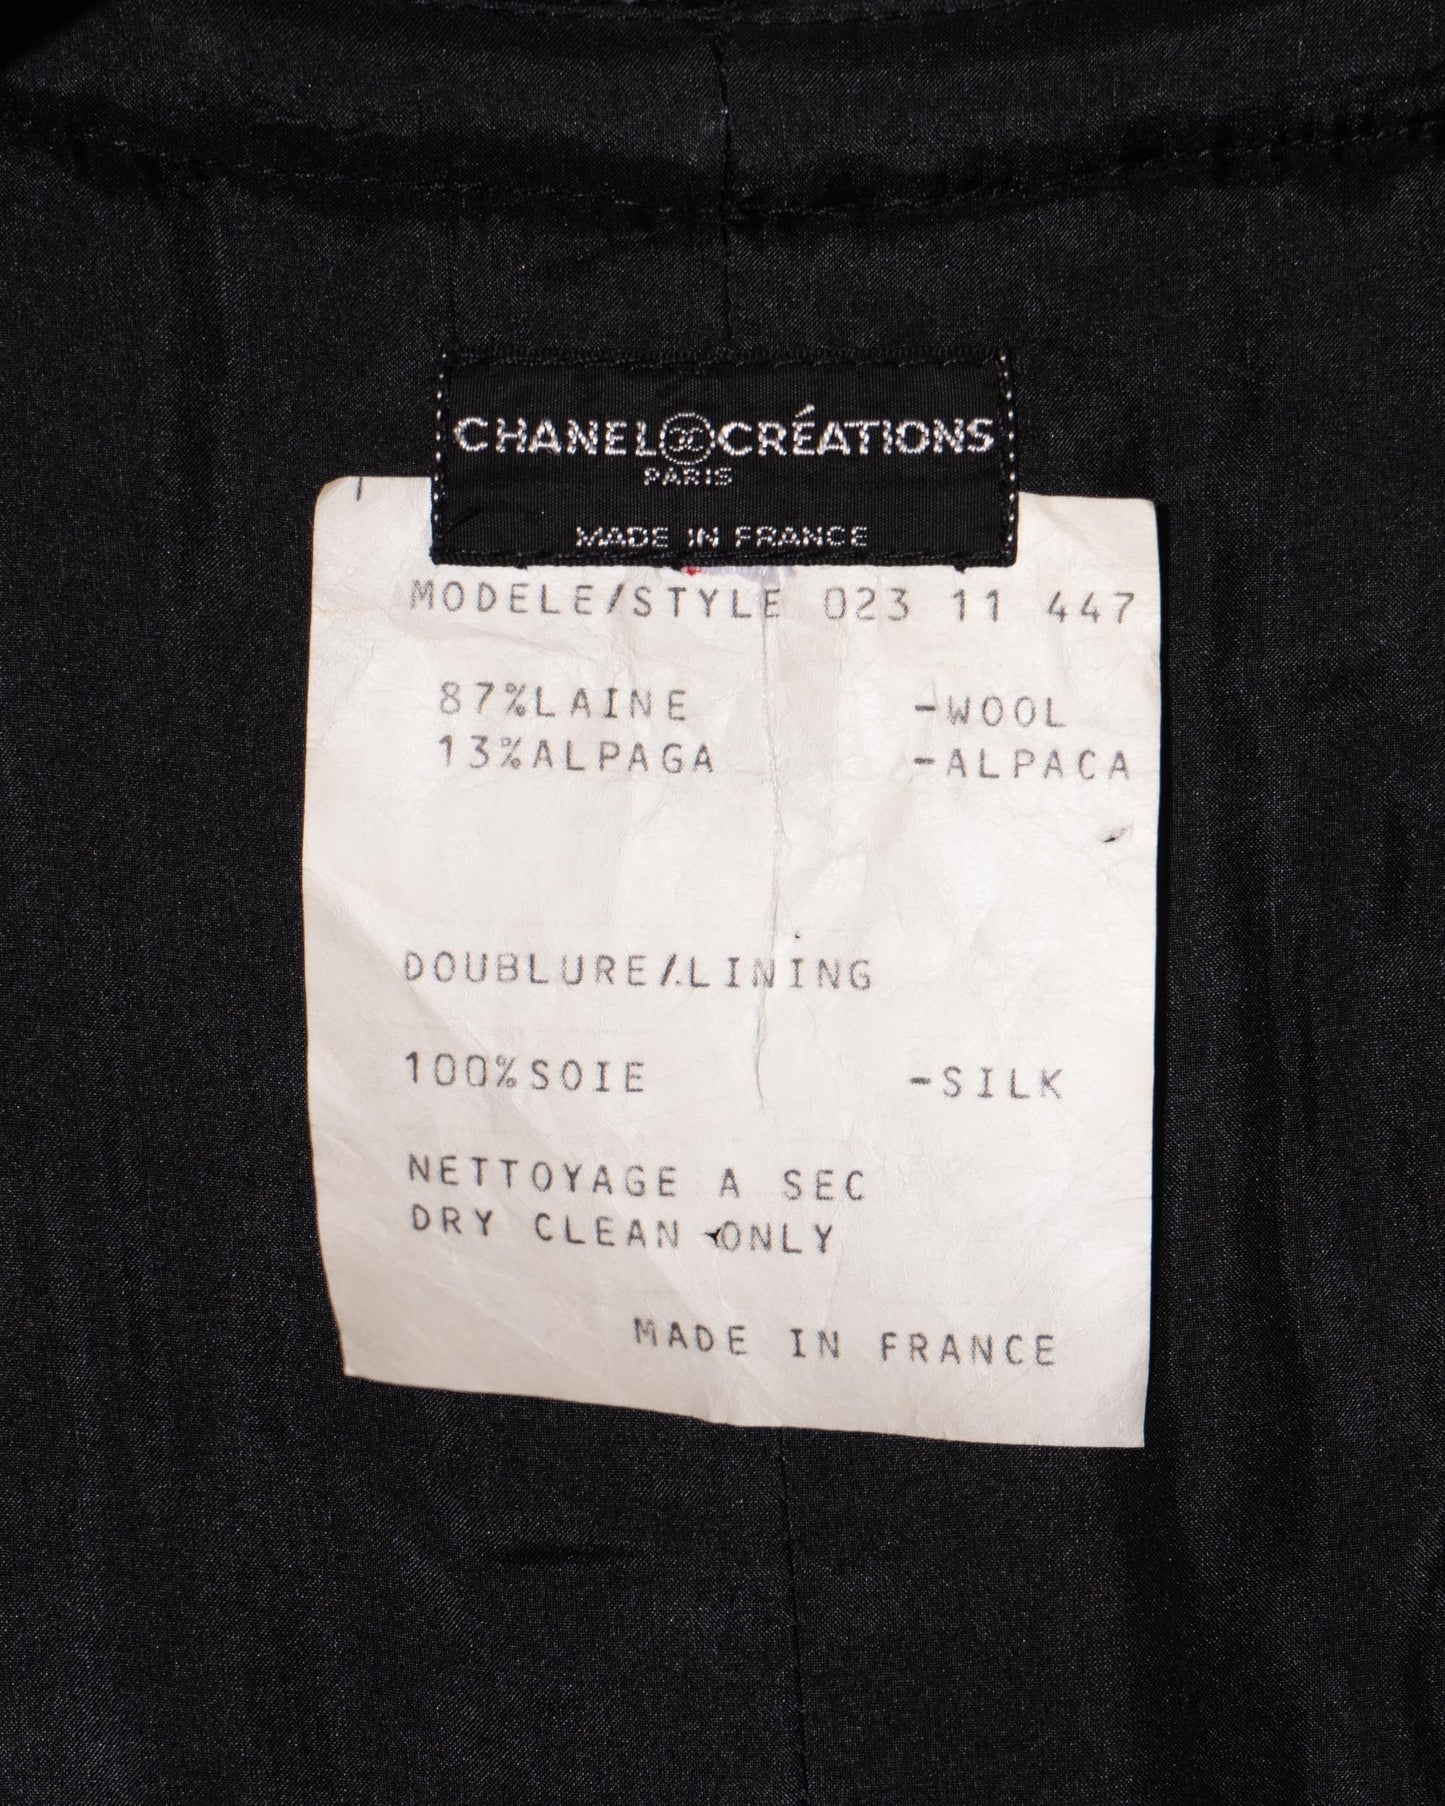 CHANEL CRÉATIONS
PARIS
MADE IN FRANCE
MODELE/STYLE 023 11 447
87%LAINE -WOOL
13%ALPAGA -ALPACA
DOUBLURE/LINING
100%SOIE -SILK
NETTOYAGE A SEC
DRY CLEAN ONLY
MADE IN FRANCE